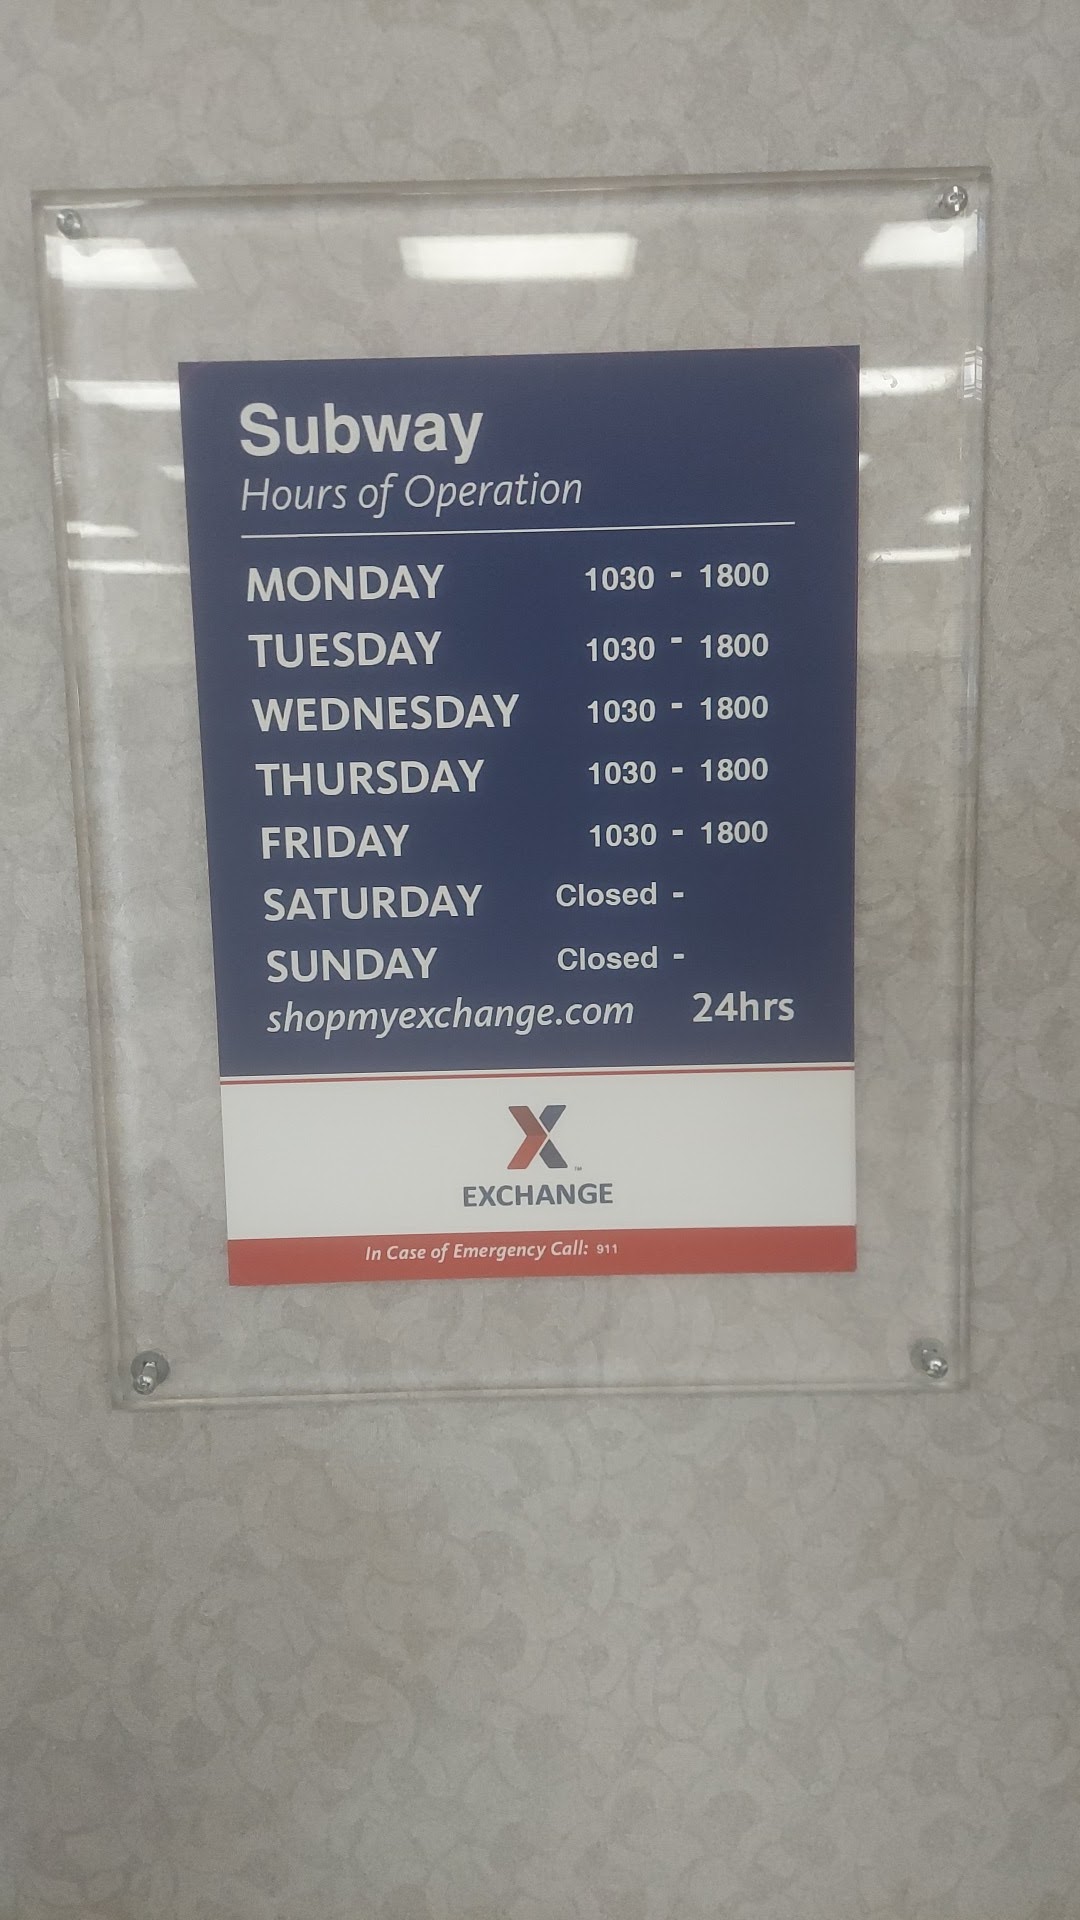 Subway
Hours of Operation
MONDAY 1030 - 1800
TUESDAY 1030 - 1800
WEDNESDAY 1030 - 1800
THURSDAY 1030 - 1800
FRIDAY 1030 - 1800
SATURDAY Closed -
SUNDAY Closed -
shopmyexchange.com 24hrs
X™
EXCHANGE
In Case of Emergency Call: 911